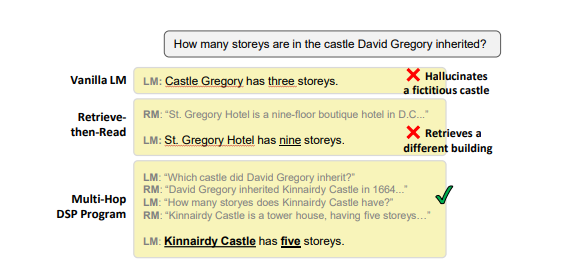 How many storeys are in the castle David Gregory inherited?
Vanilla LM
LM: Castle Gregory has three storeys.
Hallucinates
a fictitious castle
Retrieve-
then-Read
RM: “St. Gregory Hotel is a nine-floor boutique hotel in D.C...”
LM: St. Gregory Hotel has nine storeys.
Retrieves a
different building
Multi-Hop
DSP Program
LM: “Which castle did David Gregory inherit?”
RM: “David Gregory inherited Kinnairdy Castle in 1664...”
LM: “How many storyes does Kinnairdy Castle have?”
RM: “Kinnairdy Castle is a tower house, having five storeys…”
LM: Kinnairdy Castle has five storeys.